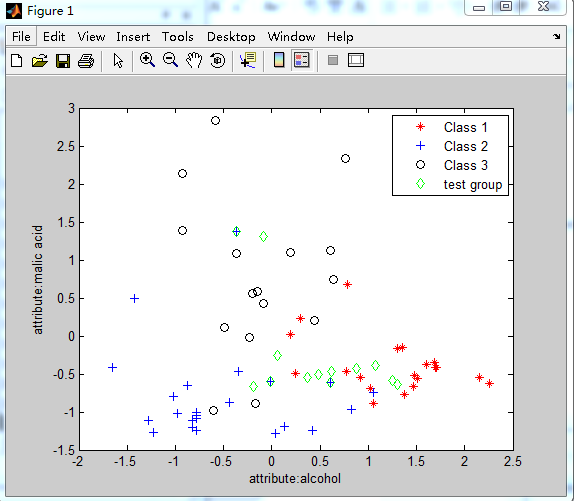 Figure 1
File Edit View Insert Tools Desktop Window Help
3
2.5
2
1.5
1
0.5
0
-0.5
-1
-1.5
attribute:malic acid
Class 1
Class 2
Class 3
test group
-2 -1.5 -1 -0.5 0 0.5 1 1.5 2 2.5
attribute:alcohol